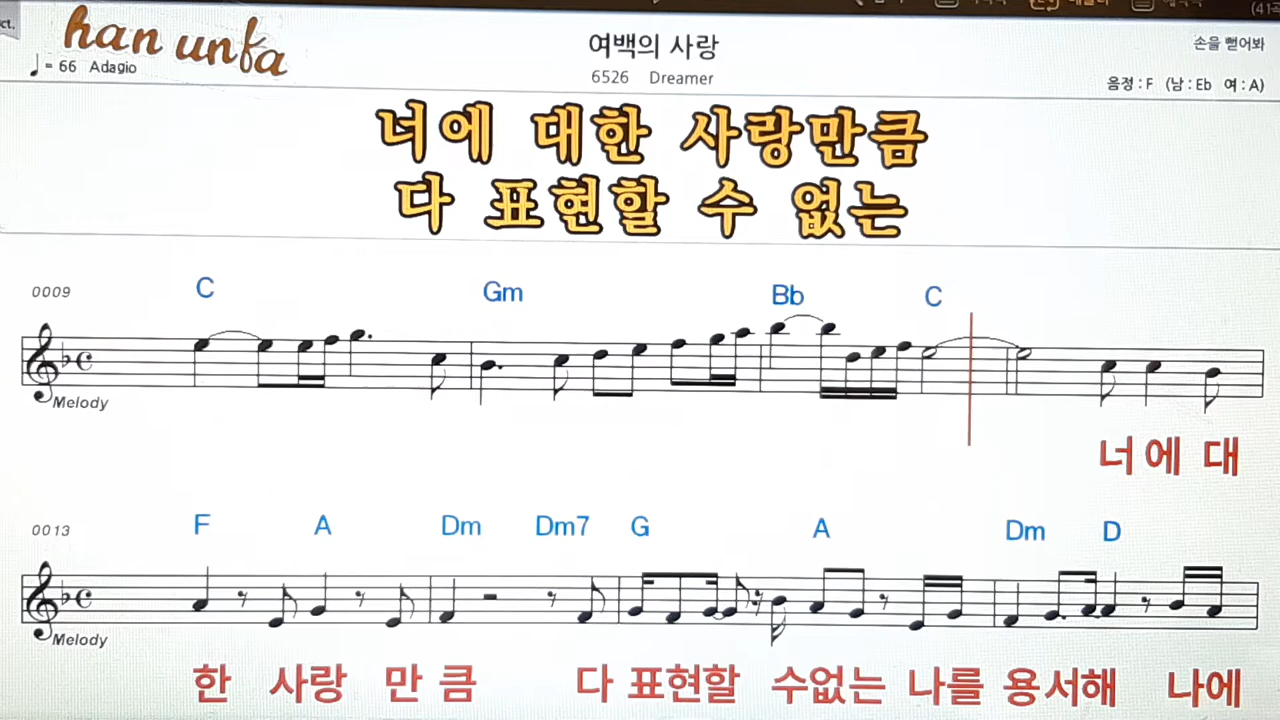 han unfa
♩= 66 Adagio
여백의 사랑
6526 Dreamer
손을 뻗어봐
음정 : F (남 : Eb 여 : A)
너에 대한 사랑만큼
다 표현할 수 없는
0009
C Gm Bb C
Melody
너에 대
0013
F A Dm Dm7 G A Dm D
Melody
한 사랑 만 큼 다 표현할 수없는 나를 용서해 나에